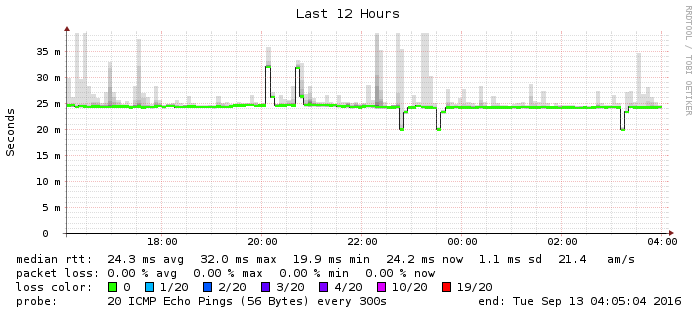 Last 12 Hours
RRDTOOL / TOBI OETIKER
Seconds
35 m
30 m
25 m
20 m
15 m
10 m
5 m
0
18:00 20:00 22:00 00:00 02:00 04:00
median rtt: 24.3 ms avg 32.0 ms max 19.9 ms min 24.2 ms now 1.1 ms sd 21.4 am/s
packet loss: 0.00 % avg 0.00 % max 0.00 % min 0.00 % now
loss color: 0 1/20 2/20 3/20 4/20 10/20 19/20
probe: 20 ICMP Echo Pings (56 Bytes) every 300s end: Tue Sep 13 04:05:04 2016